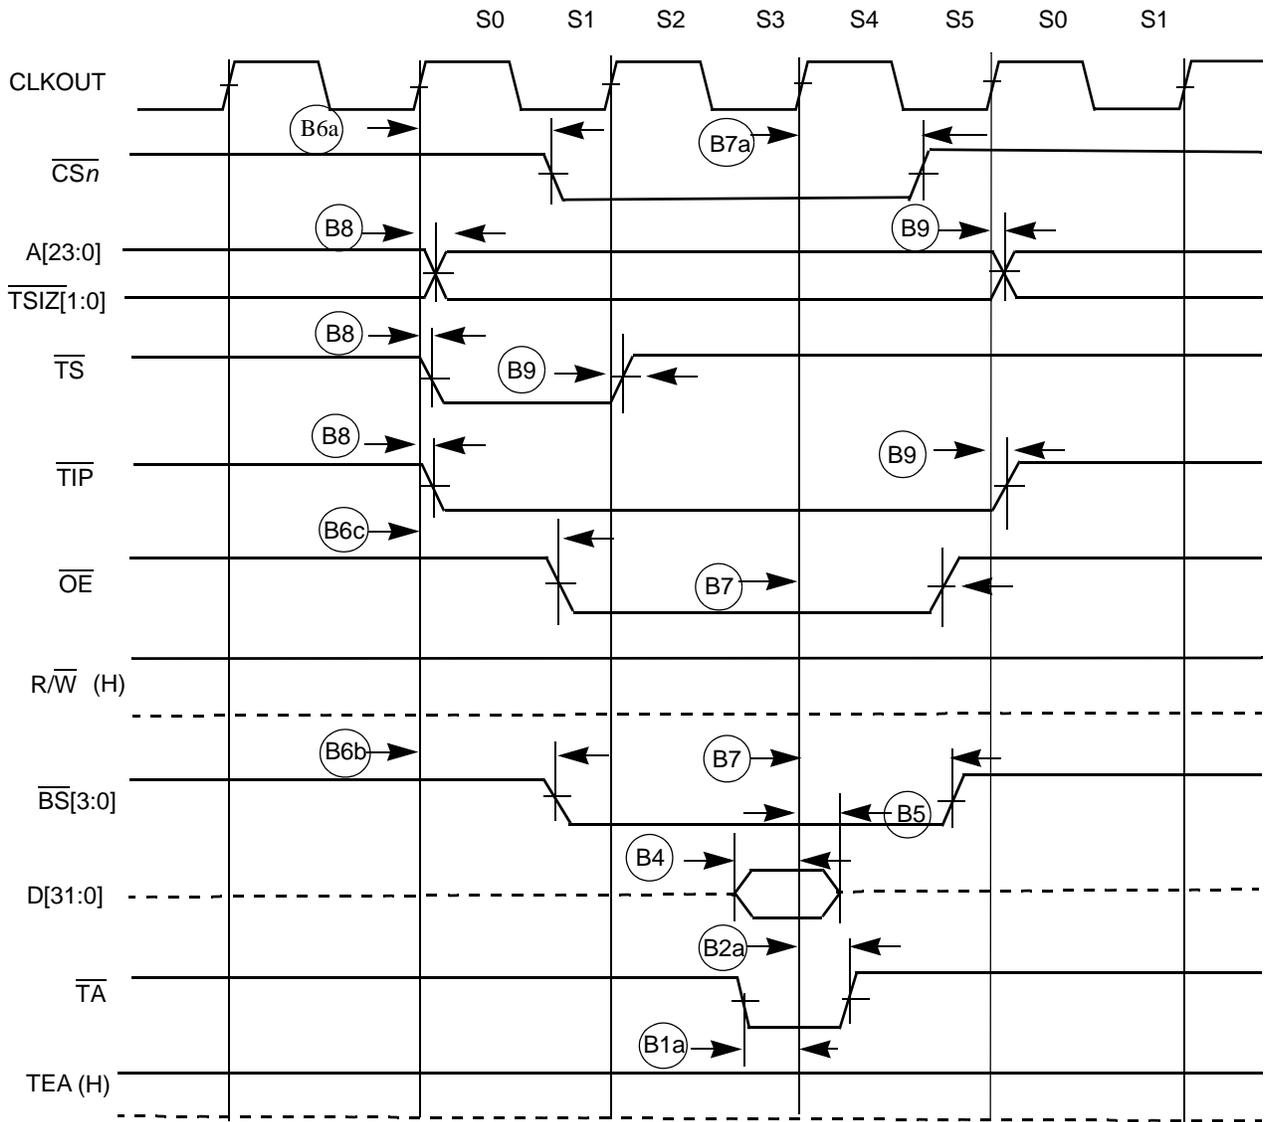 S0 S1 S2 S3 S4 S5 S0 S1
CLKOUT
B6a B7a
CSn
B8 B9
A[23:0]
TSIZ[1:0]
B8
TS B9
B8 B9
TIP
B6c
OE B7
R/W (H)
B6b B7
BS[3:0] B5
B4
D[31:0]
B2a
TA
B1a
TEA (H)